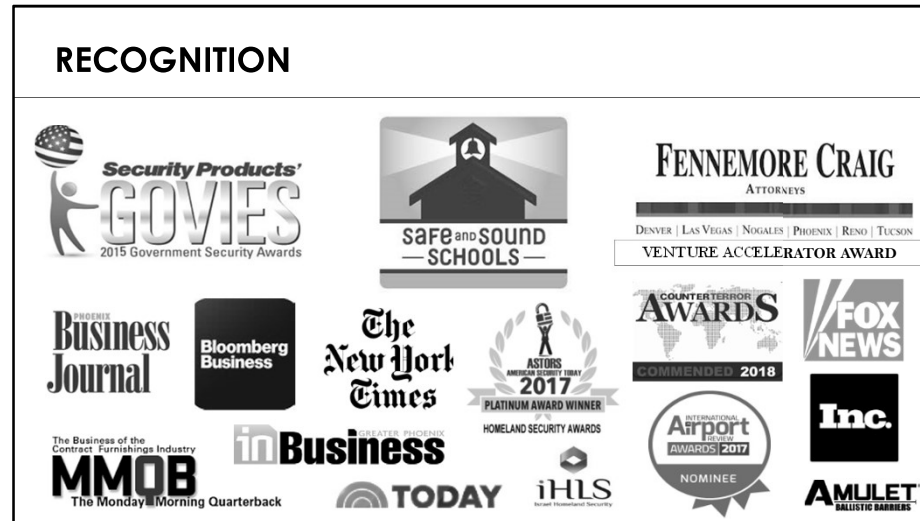 RECOGNITION
Security Products'
GOVIES
2015 Government Security Awards
SaFe and SOUND
SCHOOLS
FENNEMORE CRAIG
ATTORNEYS
DENVER | LAS VEGAS | NOGALES | PHOENIX | RENO | TUCSON
VENTURE ACCELERATOR AWARD
PHOENIX
Business
Journal
Bloomberg
Business
The
New York
Times
ASTORS
AMERICAN SECURITY TODAY
2017
PLATINUM AWARD WINNER
HOMELAND SECURITY AWARDS
COUNTERTERROR
AWARDS
COMMENDED 2018
FOX
NEWS
The Business of the
Contract Furnishings Industry
MMQB
The Monday Morning Quarterback
GREATER PHOENIX
inBusiness
TODAY
iHLS
Israel Homeland Security
INTERNATIONAL
Airport
REVIEW
AWARDS 2017
NOMINEE
Inc.
AMULET
BALLISTIC BARRIERS